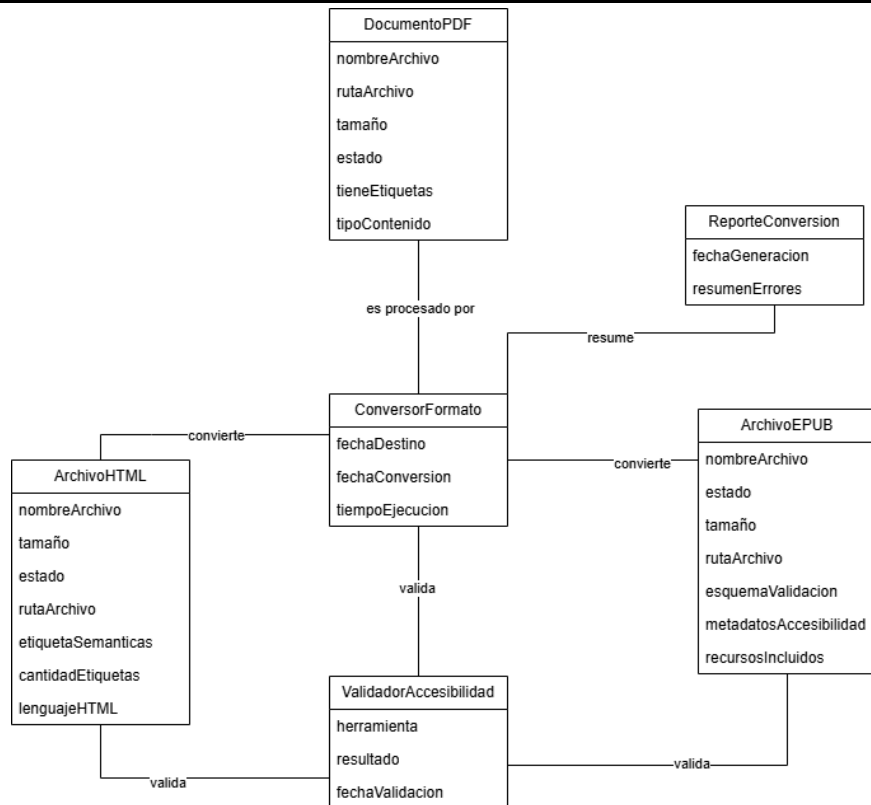 DocumentoPDF
nombreArchivo
rutaArchivo
tamaño
estado
tieneEtiquetas
tipoContenido
ReporteConversion
fechaGeneracion
resumenErrores
es procesado por
resume
ConversorFormato
fechaDestino
fechaConversion
tiempoEjecucion
convierte
convierte
ArchivoHTML
nombreArchivo
tamaño
estado
rutaArchivo
etiquetaSemanticas
cantidadEtiquetas
lenguajeHTML
ArchivoEPUB
nombreArchivo
estado
tamaño
rutaArchivo
esquemaValidacion
metadatosAccesibilidad
recursosIncluidos
valida
ValidadorAccesibilidad
herramienta
resultado
fechaValidacion
valida
valida